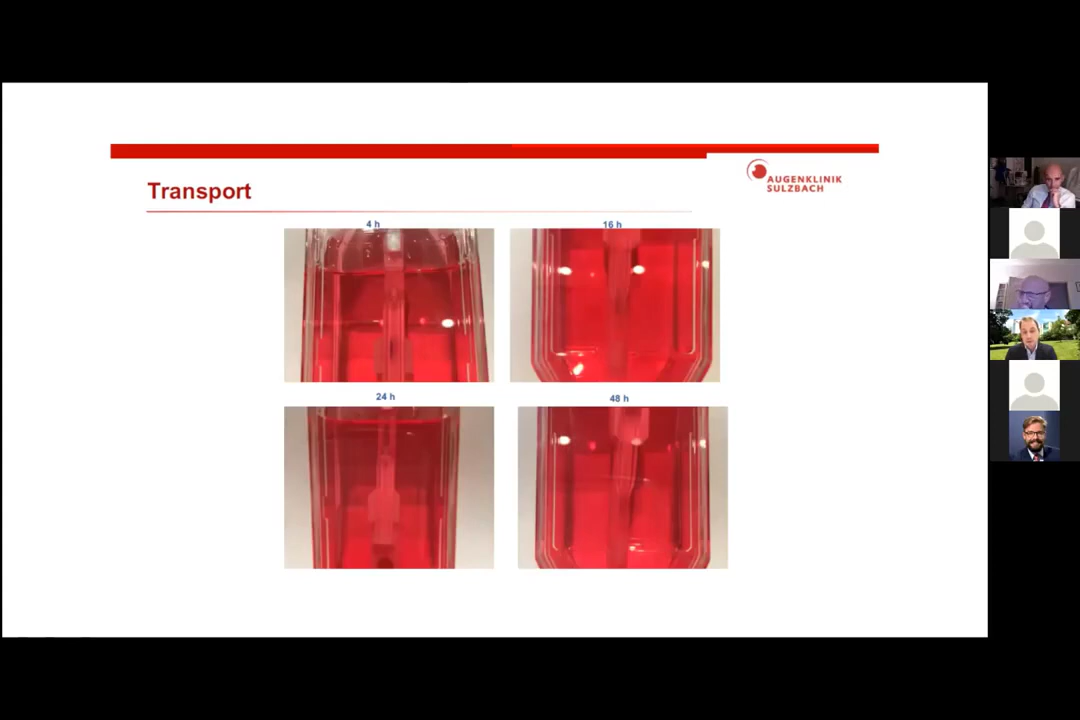 Transport
AUGENKLINIK
SULZBACH
4 h
16 h
24 h
48 h